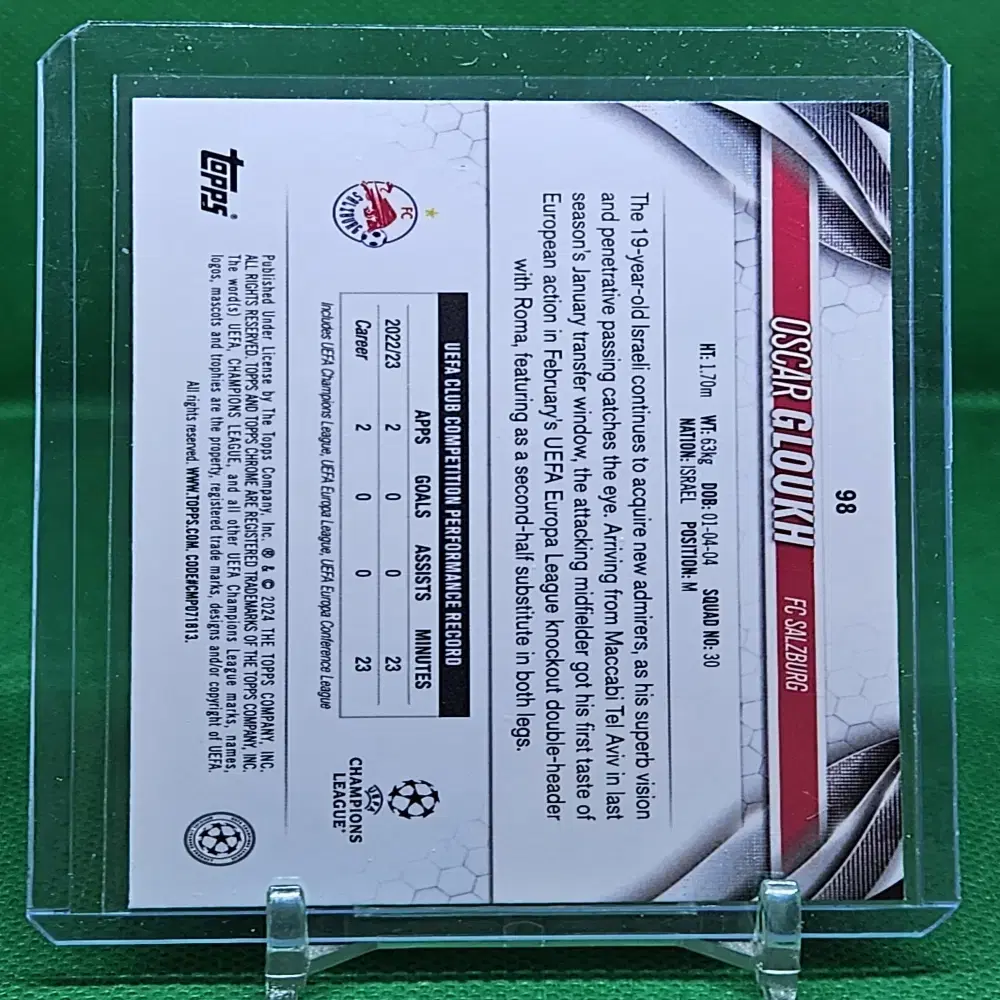 98
OSCAR GLOUKH FC SALZBURG
HT: 1.70m WT: 63kg DOB: 01-04-04 SQUAD NO: 30
NATION: ISRAEL POSITION: M
The 19-year-old Israeli continues to acquire new admirers, as his superb vision
and penetrative passing catches the eye. Arriving from Maccabi Tel Aviv in last
season's January transfer window, the attacking midfielder got his first taste of
European action in February's UEFA Europa League knockout double-header
with Roma, featuring as a second-half substitute in both legs.
UEFA CLUB COMPETITION PERFORMANCE RECORD
APPS GOALS ASSISTS MINUTES
2022/23 2 0 0 23
Career 2 0 0 23
Includes UEFA Champions League, UEFA Europa League, UEFA Europa Conference League
FC
SALZBURG
UEFA
CHAMPIONS
LEAGUE®
topps®
Published Under License by The Topps Company, Inc. ® & © 2024 THE TOPPS COMPANY, INC.
ALL RIGHTS RESERVED. TOPPS AND TOPPS CHROME ARE REGISTERED TRADEMARKS OF THE TOPPS COMPANY, INC.
The word(s) UEFA, CHAMPIONS LEAGUE, and all other UEFA Champions League marks, names,
logos, mascots and trophies are the property, registered trade marks, designs and/or copyright of UEFA.
All rights reserved. WWW.TOPPS.COM. CODE#CMP071813.